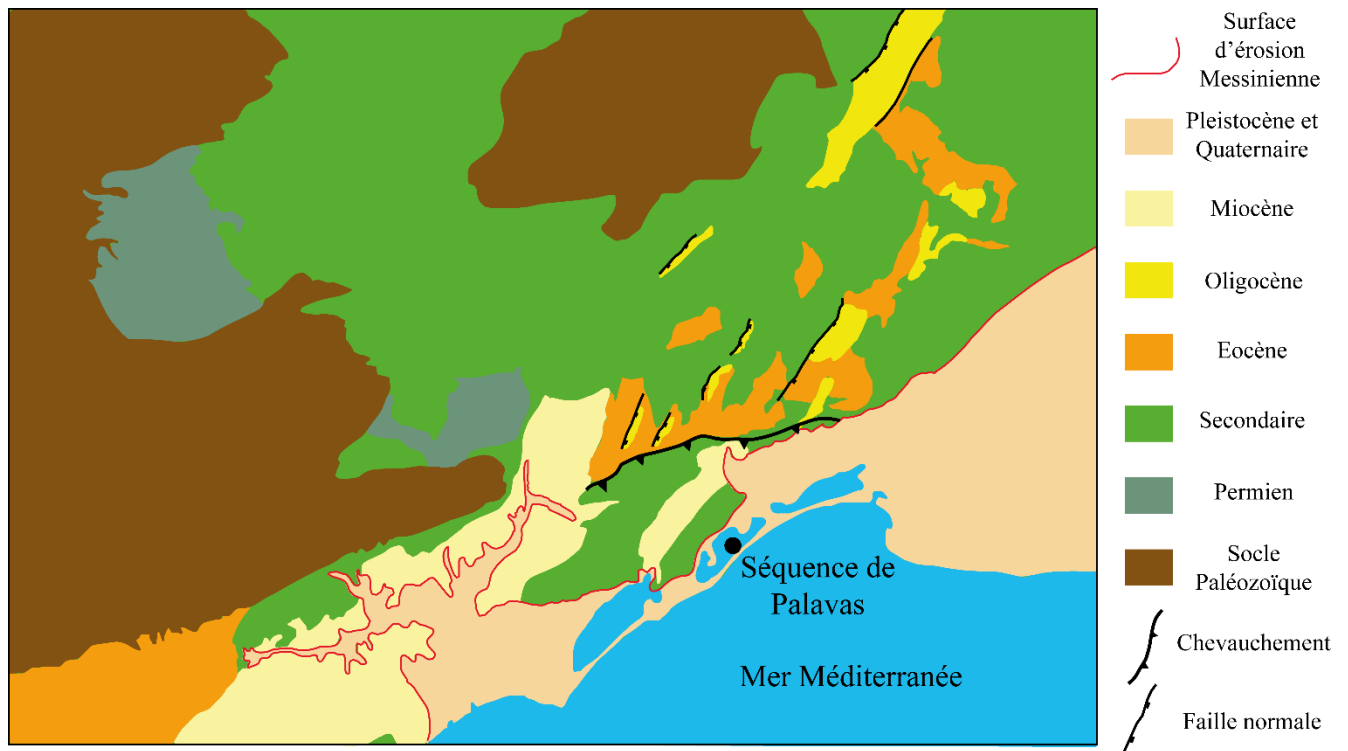 Séquence de
Palavas
Mer Méditerranée
Surface
d’érosion
Messinienne
Pleistocène et
Quaternaire
Miocène
Oligocène
Eocène
Secondaire
Permien
Socle
Paléozoïque
Chevauchement
Faille normale